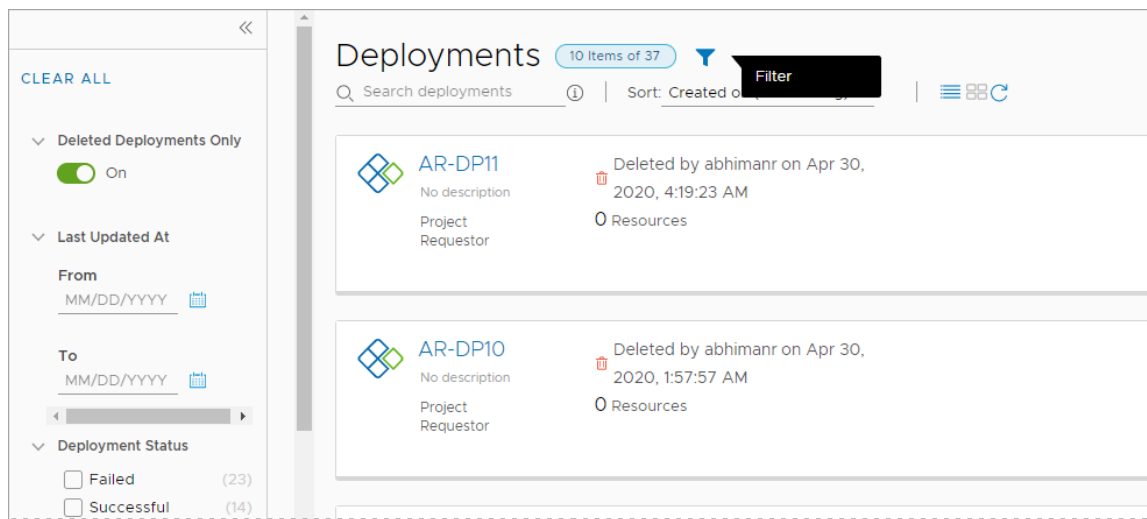 CLEAR ALL
Deleted Deployments Only
On
Last Updated At
From
MM/DD/YYYY
To
MM/DD/YYYY
Deployment Status
Failed (23)
Successful (14)
Deployments 10 Items of 37
Filter
Search deployments
Sort: Created
AR-DP11
No description
Project
Requestor
Deleted by abhimanr on Apr 30,
2020, 4:19:23 AM
0 Resources
AR-DP10
No description
Project
Requestor
Deleted by abhimanr on Apr 30,
2020, 1:57:57 AM
0 Resources